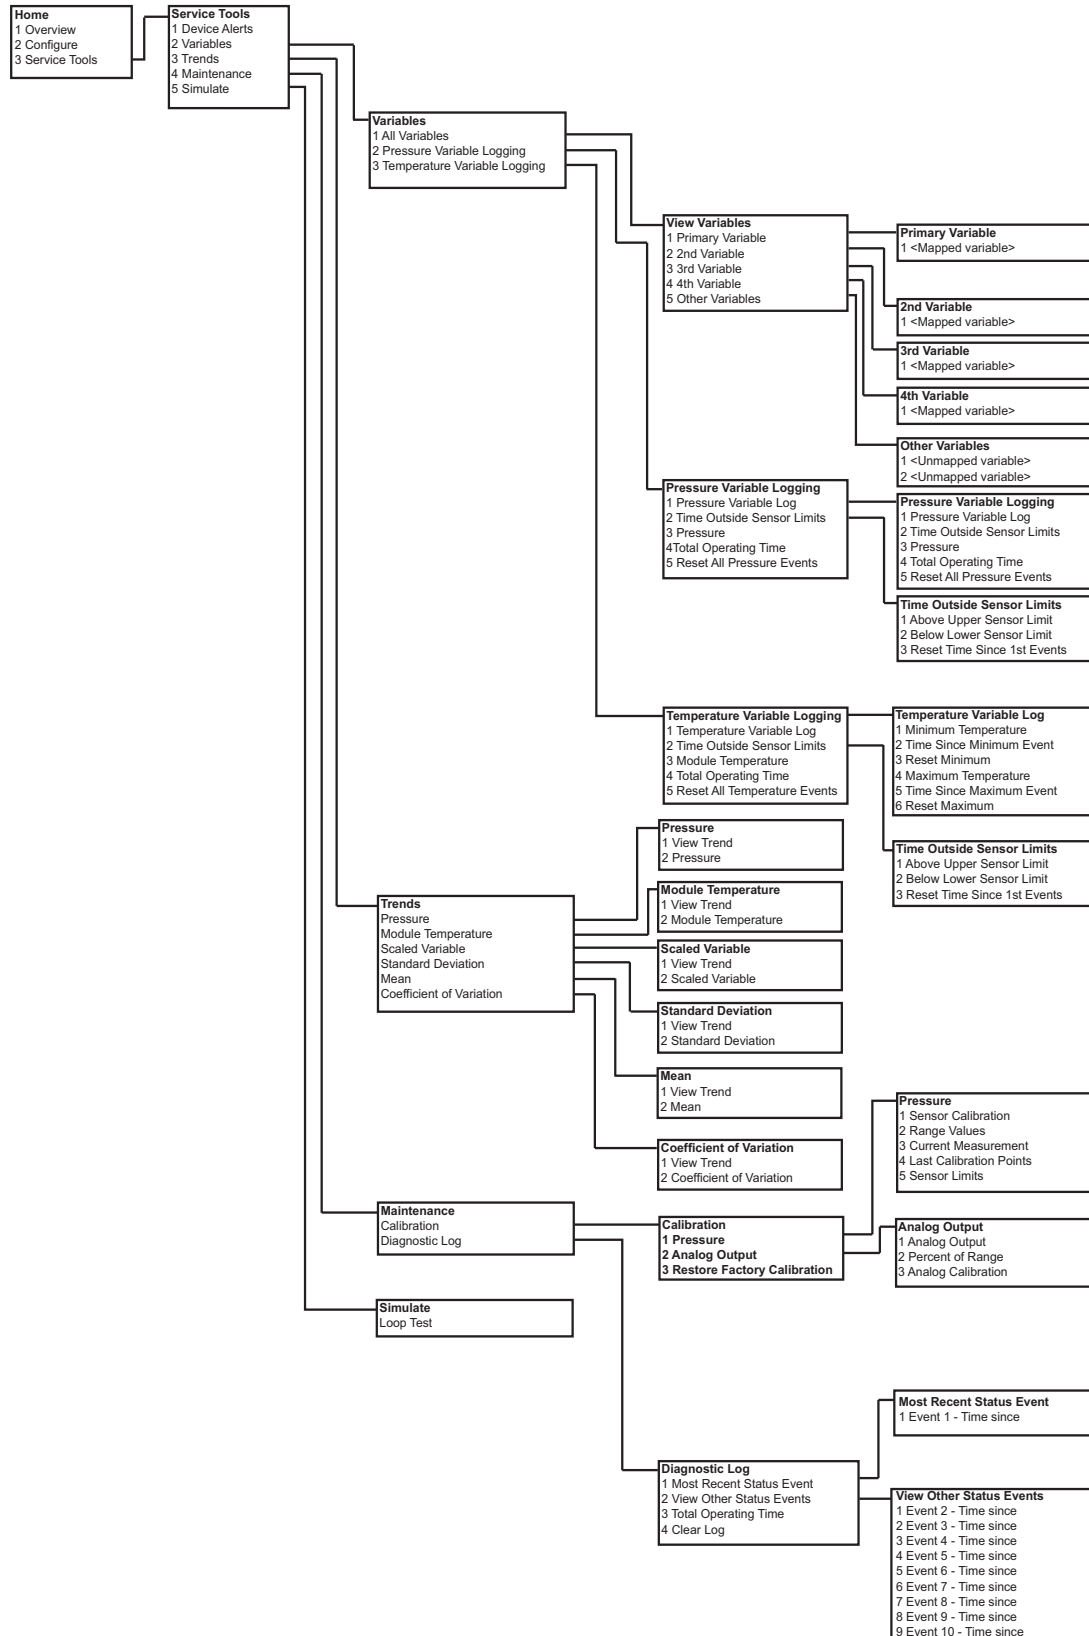 Home
1 Overview
2 Configure
3 Service Tools
Service Tools
1 Device Alerts
2 Variables
3 Trends
4 Maintenance
5 Simulate
Variables
1 All Variables
2 Pressure Variable Logging
3 Temperature Variable Logging
View Variables
1 Primary Variable
2 2nd Variable
3 3rd Variable
4 4th Variable
5 Other Variables
Primary Variable
1 <Mapped variable>
2nd Variable
1 <Mapped variable>
3rd Variable
1 <Mapped variable>
4th Variable
1 <Mapped variable>
Other Variables
1 <Unmapped variable>
2 <Unmapped variable>
Pressure Variable Logging
1 Pressure Variable Log
2 Time Outside Sensor Limits
3 Pressure
4Total Operating Time
5 Reset All Pressure Events
Pressure Variable Logging
1 Pressure Variable Log
2 Time Outside Sensor Limits
3 Pressure
4 Total Operating Time
5 Reset All Pressure Events
Time Outside Sensor Limits
1 Above Upper Sensor Limit
2 Below Lower Sensor Limit
3 Reset Time Since 1st Events
Temperature Variable Logging
1 Temperature Variable Log
2 Time Outside Sensor Limits
3 Module Temperature
4 Total Operating Time
5 Reset All Temperature Events
Temperature Variable Log
1 Minimum Temperature
2 Time Since Minimum Event
3 Reset Minimum
4 Maximum Temperature
5 Time Since Maximum Event
6 Reset Maximum
Time Outside Sensor Limits
1 Above Upper Sensor Limit
2 Below Lower Sensor Limit
3 Reset Time Since 1st Events
Trends
Pressure
Module Temperature
Scaled Variable
Standard Deviation
Mean
Coefficient of Variation
Pressure
1 View Trend
2 Pressure
Module Temperature
1 View Trend
2 Module Temperature
Scaled Variable
1 View Trend
2 Scaled Variable
Standard Deviation
1 View Trend
2 Standard Deviation
Mean
1 View Trend
2 Mean
Coefficient of Variation
1 View Trend
2 Coefficient of Variation
Maintenance
Calibration
Diagnostic Log
Calibration
1 Pressure
2 Analog Output
3 Restore Factory Calibration
Pressure
1 Sensor Calibration
2 Range Values
3 Current Measurement
4 Last Calibration Points
5 Sensor Limits
Analog Output
1 Analog Output
2 Percent of Range
3 Analog Calibration
Simulate
Loop Test
Diagnostic Log
1 Most Recent Status Event
2 View Other Status Events
3 Total Operating Time
4 Clear Log
Most Recent Status Event
1 Event 1 - Time since
View Other Status Events
1 Event 2 - Time since
2 Event 3 - Time since
3 Event 4 - Time since
4 Event 5 - Time since
5 Event 6 - Time since
6 Event 7 - Time since
7 Event 8 - Time since
8 Event 9 - Time since
9 Event 10 - Time since